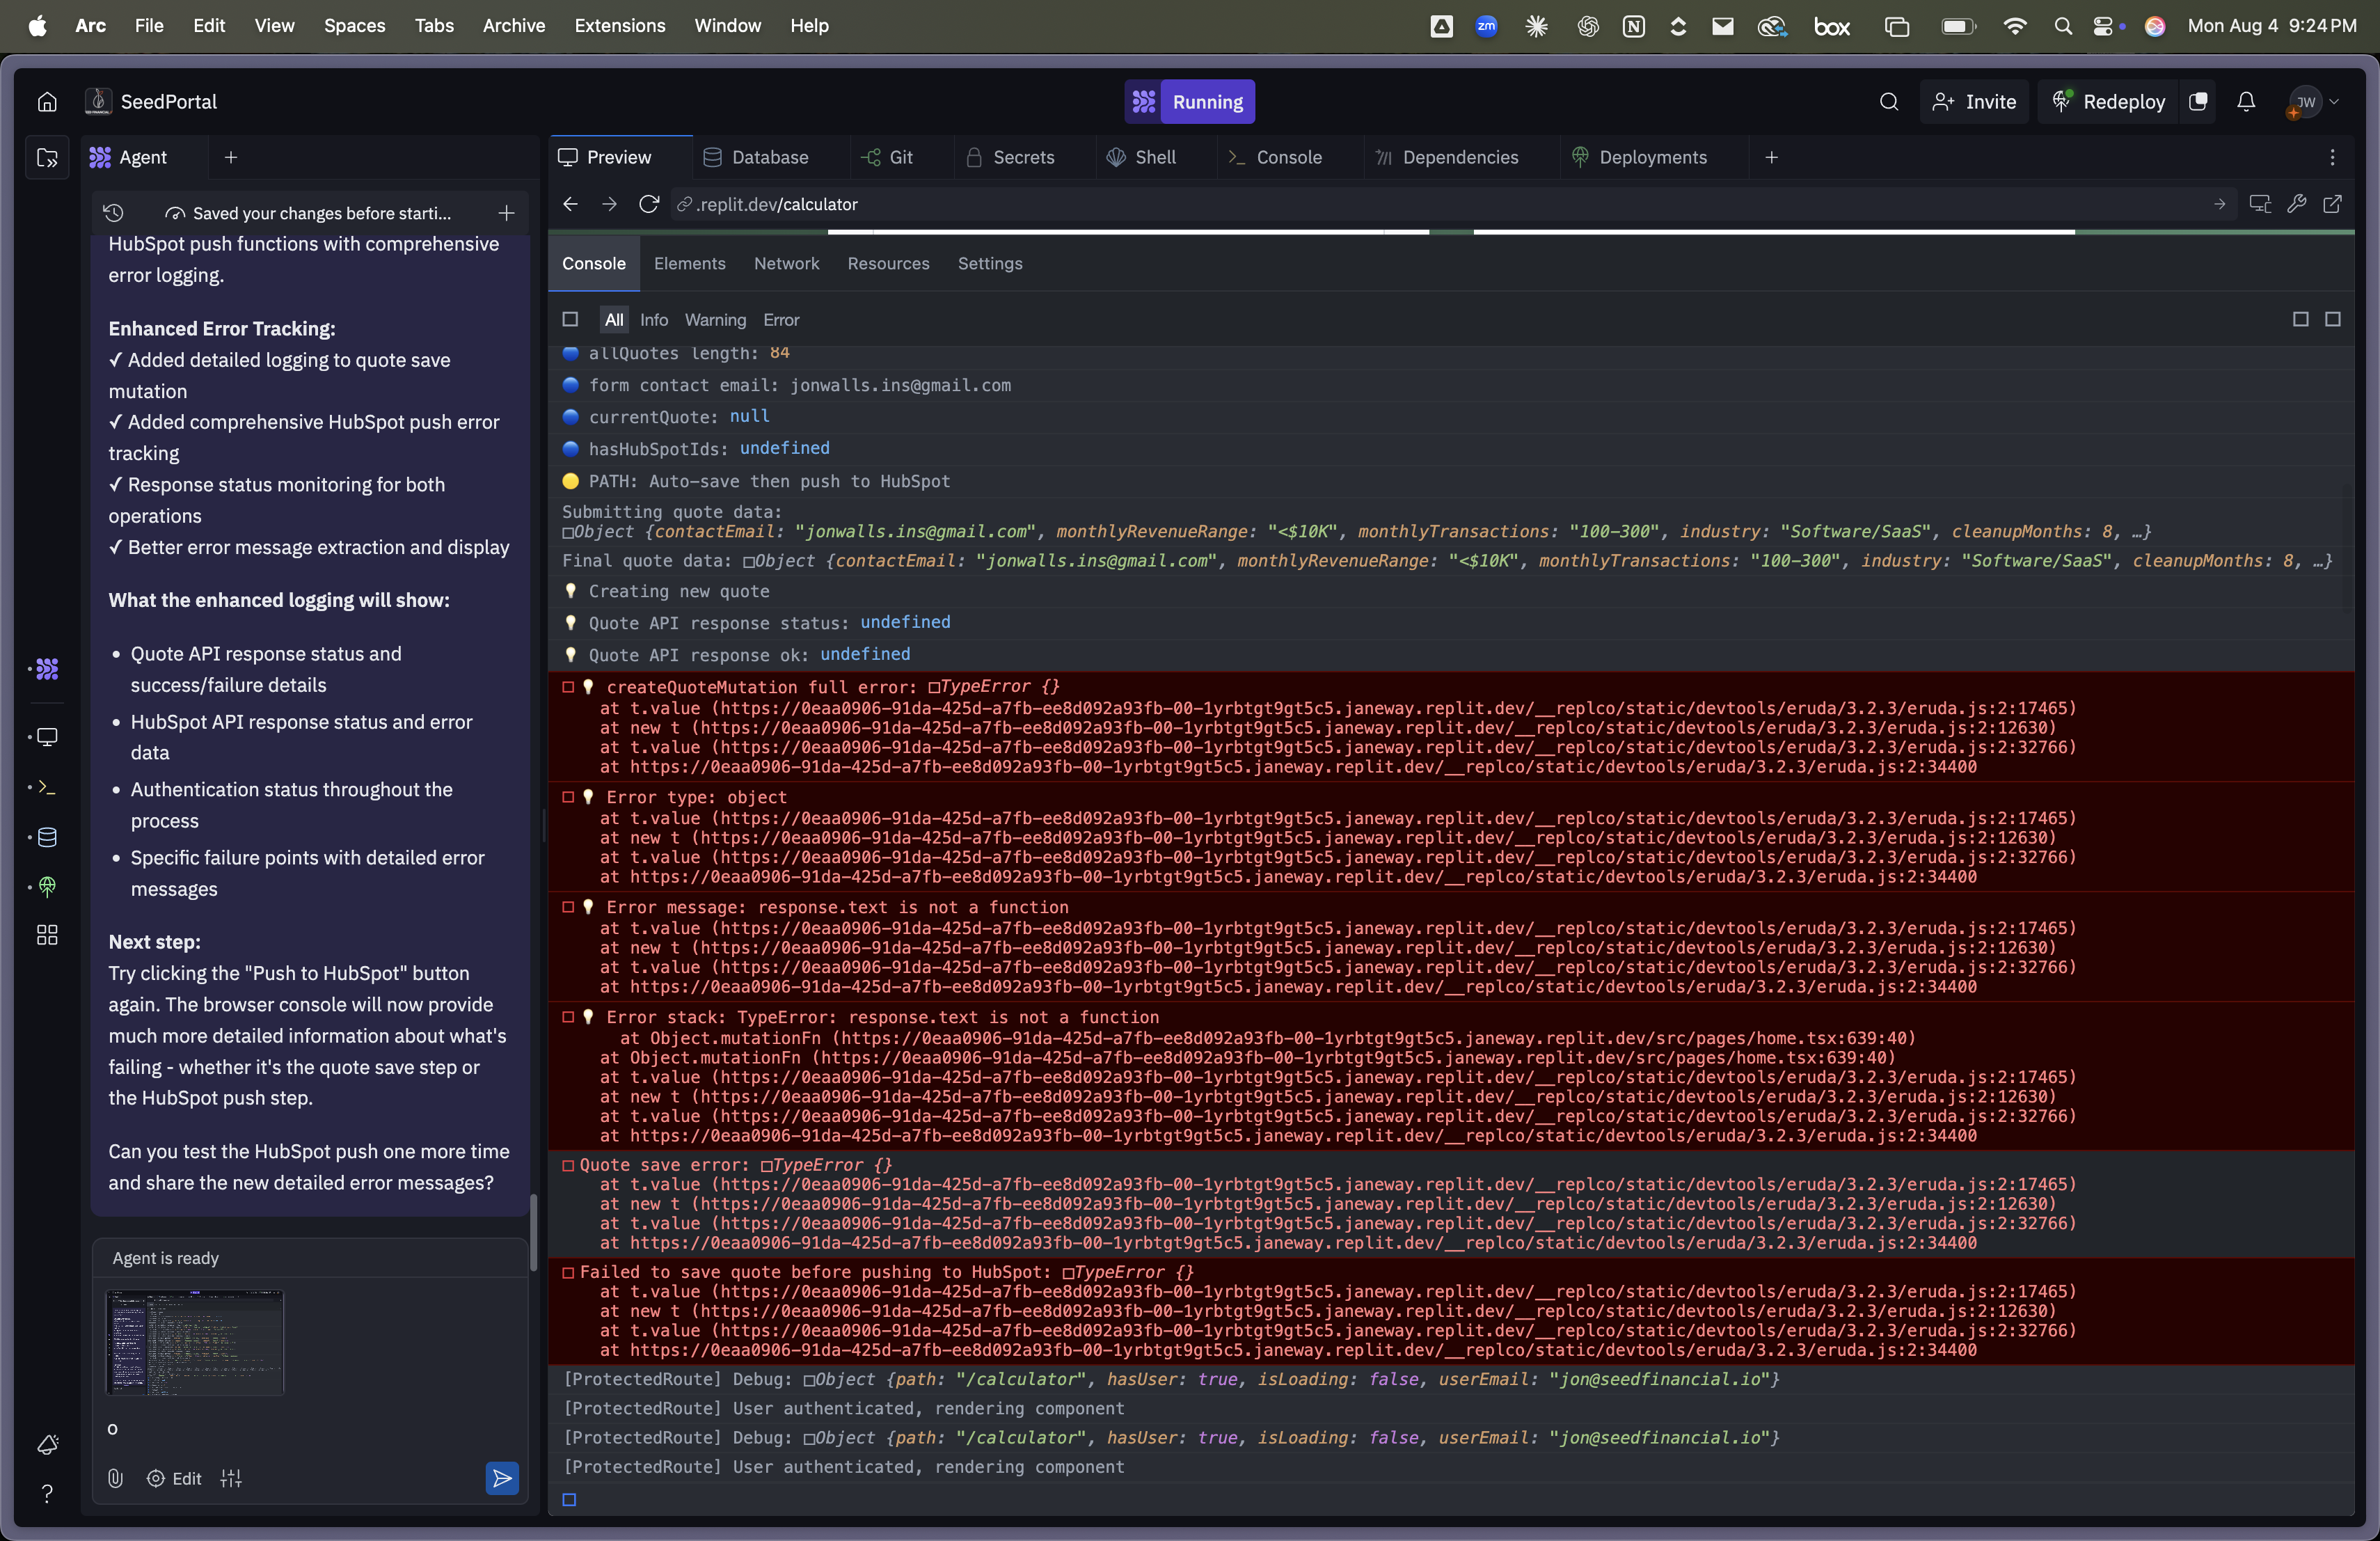 Arc File Edit View Spaces Tabs Archive Extensions Window Help zm box Mon Aug 4 9:24 PM
SeedPortal Running Invite Redeploy JW
Agent Preview Database Git Secrets Shell Console Dependencies Deployments
Saved your changes before starti...
.replit.dev/calculator
HubSpot push functions with comprehensive
error logging.
Enhanced Error Tracking:
✓ Added detailed logging to quote save
mutation
✓ Added comprehensive HubSpot push error
tracking
✓ Response status monitoring for both
operations
✓ Better error message extraction and display
What the enhanced logging will show:
• Quote API response status and
success/failure details
• HubSpot API response status and error
data
• Authentication status throughout the
process
• Specific failure points with detailed error
messages
Next step:
Try clicking the "Push to HubSpot" button
again. The browser console will now provide
much more detailed information about what's
failing - whether it's the quote save step or
the HubSpot push step.
Can you test the HubSpot push one more time
and share the new detailed error messages?
Agent is ready
o
Edit
Console Elements Network Resources Settings
All Info Warning Error
allQuotes length: 84
form contact email: jonwalls.ins@gmail.com
currentQuote: null
hasHubSpotIds: undefined
PATH: Auto-save then push to HubSpot
Submitting quote data:
Object {contactEmail: "jonwalls.ins@gmail.com", monthlyRevenueRange: "<$10K", monthlyTransactions: "100-300", industry: "Software/SaaS", cleanupMonths: 8, …}
Final quote data: Object {contactEmail: "jonwalls.ins@gmail.com", monthlyRevenueRange: "<$10K", monthlyTransactions: "100-300", industry: "Software/SaaS", cleanupMonths: 8, …}
Creating new quote
Quote API response status: undefined
Quote API response ok: undefined
createQuoteMutation full error: TypeError {}
at t.value (https://0eaa0906-91da-425d-a7fb-ee8d092a93fb-00-1yrbtgt9gt5c5.janeway.replit.dev/__replco/static/devtools/eruda/3.2.3/eruda.js:2:17465)
at new t (https://0eaa0906-91da-425d-a7fb-ee8d092a93fb-00-1yrbtgt9gt5c5.janeway.replit.dev/__replco/static/devtools/eruda/3.2.3/eruda.js:2:12630)
at t.value (https://0eaa0906-91da-425d-a7fb-ee8d092a93fb-00-1yrbtgt9gt5c5.janeway.replit.dev/__replco/static/devtools/eruda/3.2.3/eruda.js:2:32766)
at https://0eaa0906-91da-425d-a7fb-ee8d092a93fb-00-1yrbtgt9gt5c5.janeway.replit.dev/__replco/static/devtools/eruda/3.2.3/eruda.js:2:34400
Error type: object
at t.value (https://0eaa0906-91da-425d-a7fb-ee8d092a93fb-00-1yrbtgt9gt5c5.janeway.replit.dev/__replco/static/devtools/eruda/3.2.3/eruda.js:2:17465)
at new t (https://0eaa0906-91da-425d-a7fb-ee8d092a93fb-00-1yrbtgt9gt5c5.janeway.replit.dev/__replco/static/devtools/eruda/3.2.3/eruda.js:2:12630)
at t.value (https://0eaa0906-91da-425d-a7fb-ee8d092a93fb-00-1yrbtgt9gt5c5.janeway.replit.dev/__replco/static/devtools/eruda/3.2.3/eruda.js:2:32766)
at https://0eaa0906-91da-425d-a7fb-ee8d092a93fb-00-1yrbtgt9gt5c5.janeway.replit.dev/__replco/static/devtools/eruda/3.2.3/eruda.js:2:34400
Error message: response.text is not a function
at t.value (https://0eaa0906-91da-425d-a7fb-ee8d092a93fb-00-1yrbtgt9gt5c5.janeway.replit.dev/__replco/static/devtools/eruda/3.2.3/eruda.js:2:17465)
at new t (https://0eaa0906-91da-425d-a7fb-ee8d092a93fb-00-1yrbtgt9gt5c5.janeway.replit.dev/__replco/static/devtools/eruda/3.2.3/eruda.js:2:12630)
at t.value (https://0eaa0906-91da-425d-a7fb-ee8d092a93fb-00-1yrbtgt9gt5c5.janeway.replit.dev/__replco/static/devtools/eruda/3.2.3/eruda.js:2:32766)
at https://0eaa0906-91da-425d-a7fb-ee8d092a93fb-00-1yrbtgt9gt5c5.janeway.replit.dev/__replco/static/devtools/eruda/3.2.3/eruda.js:2:34400
Error stack: TypeError: response.text is not a function
at Object.mutationFn (https://0eaa0906-91da-425d-a7fb-ee8d092a93fb-00-1yrbtgt9gt5c5.janeway.replit.dev/src/pages/home.tsx:639:40)
at Object.mutationFn (https://0eaa0906-91da-425d-a7fb-ee8d092a93fb-00-1yrbtgt9gt5c5.janeway.replit.dev/src/pages/home.tsx:639:40)
at t.value (https://0eaa0906-91da-425d-a7fb-ee8d092a93fb-00-1yrbtgt9gt5c5.janeway.replit.dev/__replco/static/devtools/eruda/3.2.3/eruda.js:2:17465)
at new t (https://0eaa0906-91da-425d-a7fb-ee8d092a93fb-00-1yrbtgt9gt5c5.janeway.replit.dev/__replco/static/devtools/eruda/3.2.3/eruda.js:2:12630)
at t.value (https://0eaa0906-91da-425d-a7fb-ee8d092a93fb-00-1yrbtgt9gt5c5.janeway.replit.dev/__replco/static/devtools/eruda/3.2.3/eruda.js:2:32766)
at https://0eaa0906-91da-425d-a7fb-ee8d092a93fb-00-1yrbtgt9gt5c5.janeway.replit.dev/__replco/static/devtools/eruda/3.2.3/eruda.js:2:34400
Quote save error: TypeError {}
at t.value (https://0eaa0906-91da-425d-a7fb-ee8d092a93fb-00-1yrbtgt9gt5c5.janeway.replit.dev/__replco/static/devtools/eruda/3.2.3/eruda.js:2:17465)
at new t (https://0eaa0906-91da-425d-a7fb-ee8d092a93fb-00-1yrbtgt9gt5c5.janeway.replit.dev/__replco/static/devtools/eruda/3.2.3/eruda.js:2:12630)
at t.value (https://0eaa0906-91da-425d-a7fb-ee8d092a93fb-00-1yrbtgt9gt5c5.janeway.replit.dev/__replco/static/devtools/eruda/3.2.3/eruda.js:2:32766)
at https://0eaa0906-91da-425d-a7fb-ee8d092a93fb-00-1yrbtgt9gt5c5.janeway.replit.dev/__replco/static/devtools/eruda/3.2.3/eruda.js:2:34400
Failed to save quote before pushing to HubSpot: TypeError {}
at t.value (https://0eaa0906-91da-425d-a7fb-ee8d092a93fb-00-1yrbtgt9gt5c5.janeway.replit.dev/__replco/static/devtools/eruda/3.2.3/eruda.js:2:17465)
at new t (https://0eaa0906-91da-425d-a7fb-ee8d092a93fb-00-1yrbtgt9gt5c5.janeway.replit.dev/__replco/static/devtools/eruda/3.2.3/eruda.js:2:12630)
at t.value (https://0eaa0906-91da-425d-a7fb-ee8d092a93fb-00-1yrbtgt9gt5c5.janeway.replit.dev/__replco/static/devtools/eruda/3.2.3/eruda.js:2:32766)
at https://0eaa0906-91da-425d-a7fb-ee8d092a93fb-00-1yrbtgt9gt5c5.janeway.replit.dev/__replco/static/devtools/eruda/3.2.3/eruda.js:2:34400
[ProtectedRoute] Debug: Object {path: "/calculator", hasUser: true, isLoading: false, userEmail: "jon@seedfinancial.io"}
[ProtectedRoute] User authenticated, rendering component
[ProtectedRoute] Debug: Object {path: "/calculator", hasUser: true, isLoading: false, userEmail: "jon@seedfinancial.io"}
[ProtectedRoute] User authenticated, rendering component